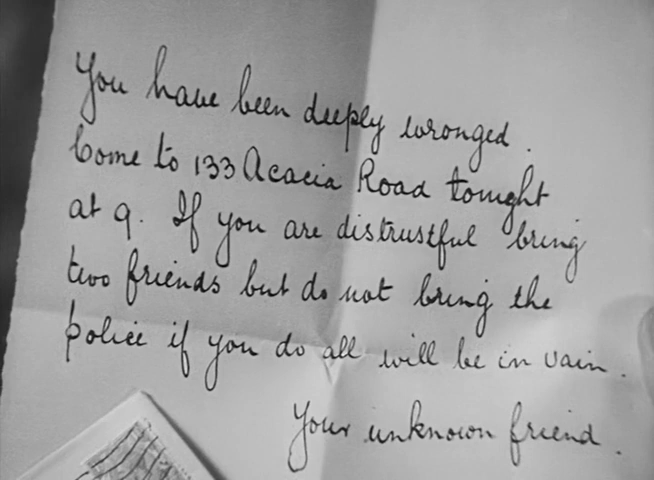 You have been deeply wronged.
Come to 133 Acacia Road tonight
at 9. If you are distrustful bring
two friends but do not bring the
police if you do all will be in vain.
Your unknown friend.